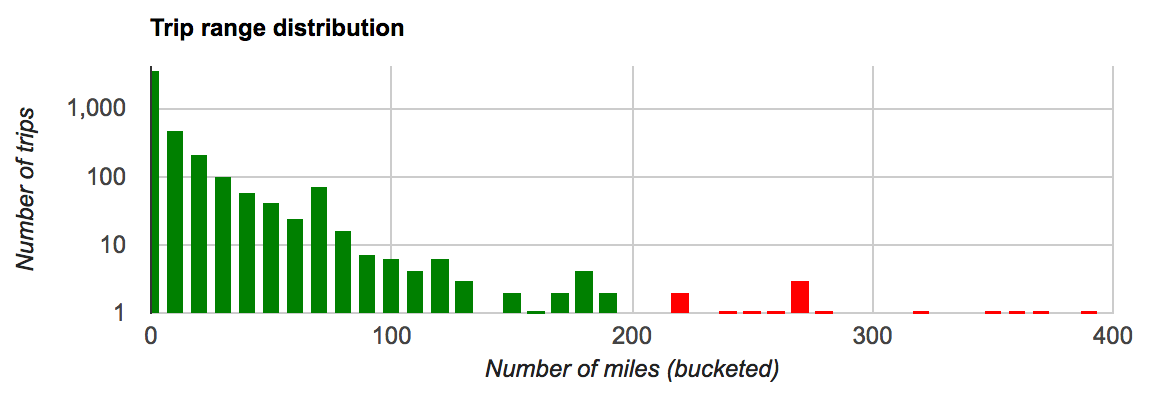 Trip range distribution
Number of trips
1,000
100
10
1
0 100 200 300 400
Number of miles (bucketed)